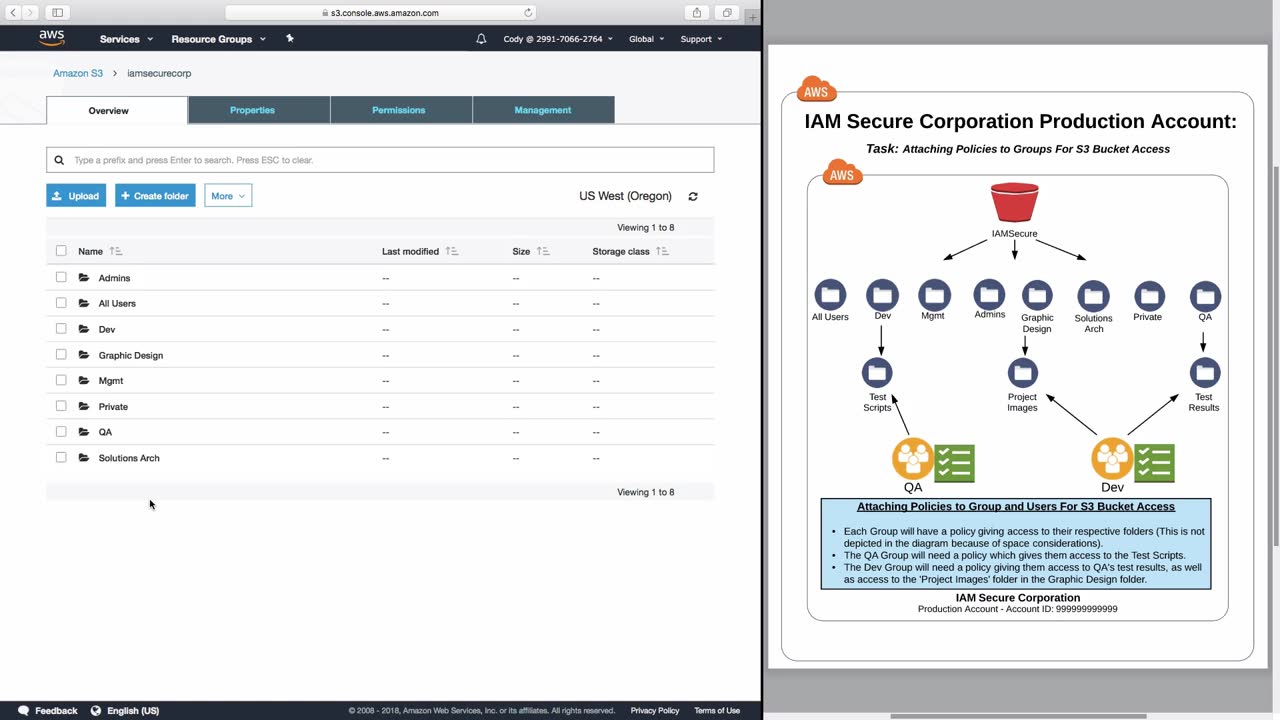 s3.console.aws.amazon.com
aws
Services
Resource Groups
Cody @ 2991-7066-2764
Global
Support
Amazon S3 > iamsecurecorp
Overview
Properties
Permissions
Management
Type a prefix and press Enter to search. Press ESC to clear.
Upload
+ Create folder
More
US West (Oregon)
Viewing 1 to 8
Name
Last modified
Size
Storage class
Admins -- -- --
All Users -- -- --
Dev -- -- --
Graphic Design -- -- --
Mgmt -- -- --
Private -- -- --
QA -- -- --
Solutions Arch -- -- --
Viewing 1 to 8
Feedback
English (US)
© 2008 - 2018, Amazon Web Services, Inc. or its affiliates. All rights reserved.
Privacy Policy
Terms of Use
AWS
IAM Secure Corporation Production Account:
Task: Attaching Policies to Groups For S3 Bucket Access
AWS
IAMSecure
All Users
Dev
Mgmt
Admins
Graphic
Design
Solutions
Arch
Private
QA
Test
Scripts
Project
Images
Test
Results
QA
Dev
Attaching Policies to Group and Users For S3 Bucket Access
• Each Group will have a policy giving access to their respective folders (This is not
depicted in the diagram because of space considerations).
• The QA Group will need a policy which gives them access to the Test Scripts.
• The Dev Group will need a policy giving them access to QA's test results, as well
as access to the 'Project Images' folder in the Graphic Design folder.
IAM Secure Corporation
Production Account - Account ID: 999999999999